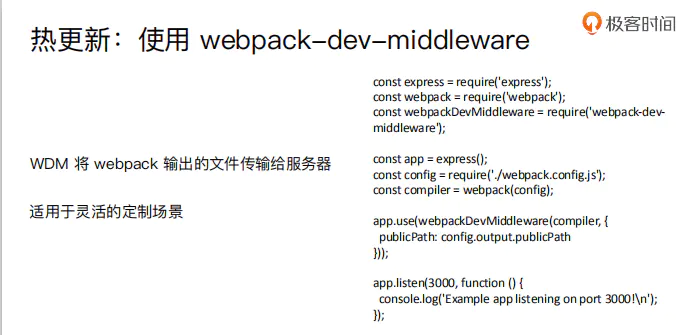 极客时间
热更新：使用 webpack-dev-middleware
WDM 将 webpack 输出的文件传输给服务器
适用于灵活的定制场景
const express = require('express');
const webpack = require('webpack');
const webpackDevMiddleware = require('webpack-dev-
middleware');
const app = express();
const config = require('./webpack.config.js');
const compiler = webpack(config);
app.use(webpackDevMiddleware(compiler, {
  publicPath: config.output.publicPath
}));
app.listen(3000, function () {
  console.log('Example app listening on port 3000!\n');
});